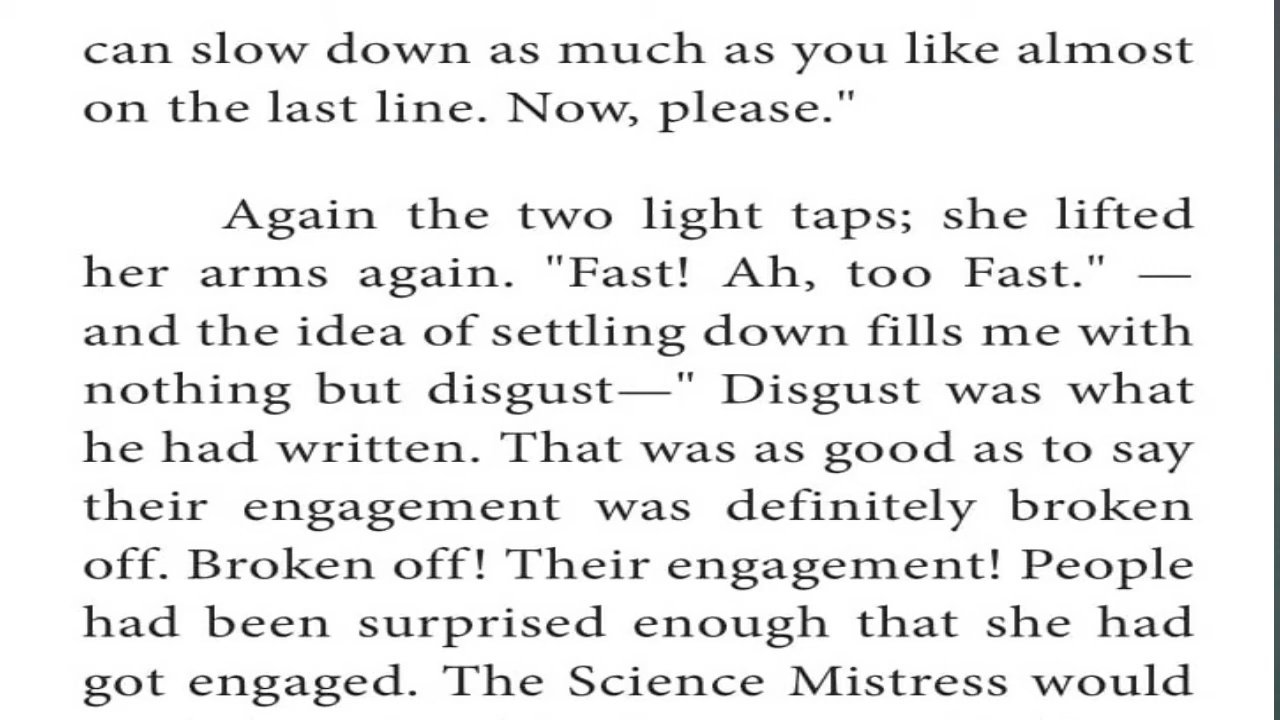 can slow down as much as you like almost
on the last line. Now, please."
Again the two light taps; she lifted
her arms again. "Fast! Ah, too Fast." —
and the idea of settling down fills me with
nothing but disgust—" Disgust was what
he had written. That was as good as to say
their engagement was definitely broken
off. Broken off! Their engagement! People
had been surprised enough that she had
got engaged. The Science Mistress would